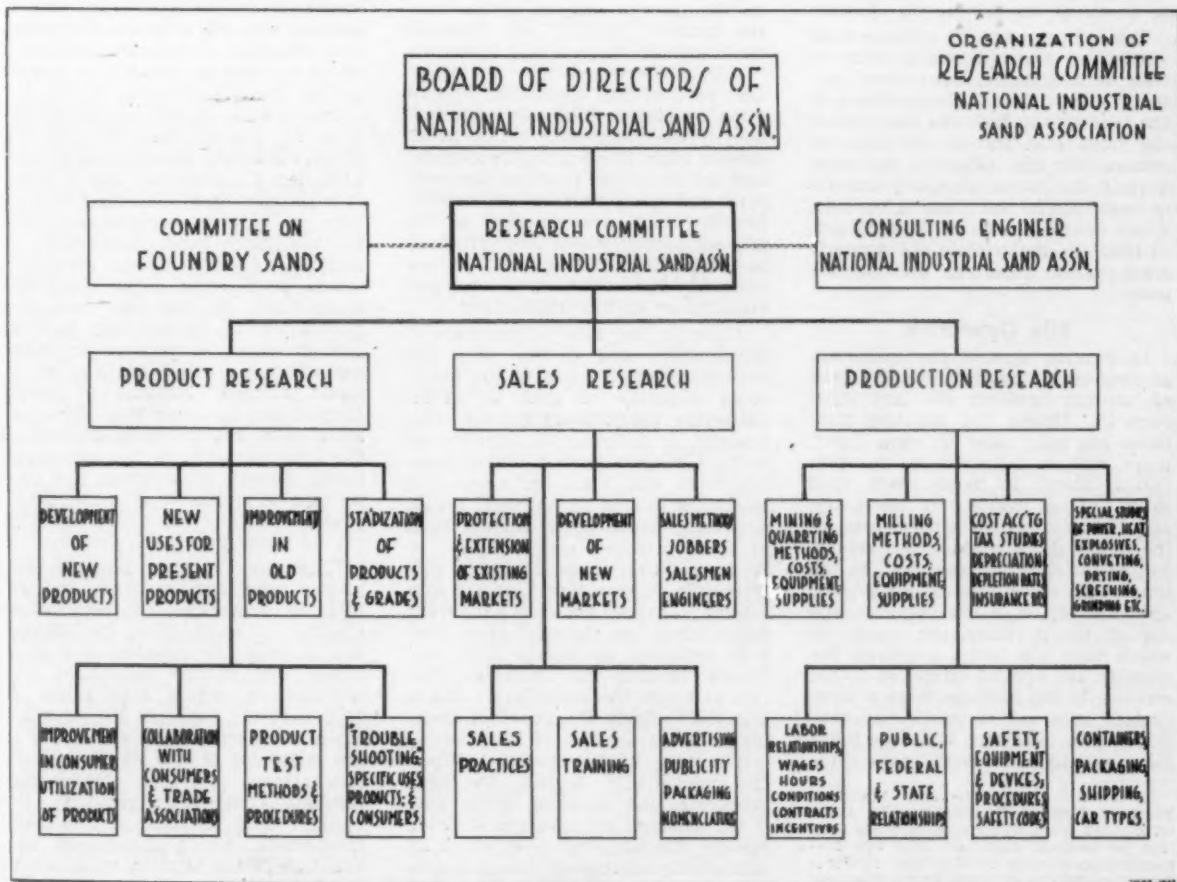 ORGANIZATION OF
RESEARCH COMMITTEE
NATIONAL INDUSTRIAL
SAND ASSOCIATION
BOARD OF DIRECTORS OF
NATIONAL INDUSTRIAL SAND ASS'N.
COMMITTEE ON
FOUNDRY SANDS
RESEARCH COMMITTEE
NATIONAL INDUSTRIAL SAND ASS'N.
CONSULTING ENGINEER
NATIONAL INDUSTRIAL SAND ASS'N.
PRODUCT RESEARCH
SALES RESEARCH
PRODUCTION RESEARCH
DEVELOPMENT
OF
NEW
PRODUCTS
NEW
USES FOR
PRESENT
PRODUCTS
IMPROVEMENT
IN
OLD
PRODUCTS
OF
PRODUCTS
& GRADES
PROTECTION
& EXTENSION
OF EXISTING
MARKETS
DEVELOPMENT
OF
NEW
MARKETS
SALES METHODS
JOBBERS
SALESMEN
ENGINEERS
MINING &
QUARRYING
METHODS,
COSTS,
EQUIPMENT,
SUPPLIES
MILLING
METHODS,
COSTS,
EQUIPMENT,
SUPPLIES
COST ACC'TG
TAX STUDIES
DEPRECIATION
DEPLETION RATES
INSURANCE
SPECIAL STUDIES
OF POWER, HEAT,
EXPLOSIVES,
CONVEYING,
DRYING,
SCREENING,
GRINDING ETC.
IMPROVEMENT
IN CONSUMER
UTILIZATION
OF PRODUCTS
COLLABORATION
WITH
CONSUMERS
& TRADE
ASSOCIATIONS
PRODUCT
TEST
METHODS &
PROCEDURES
"TROUBLE
SHOOTING"
SPECIFIC USES,
PRODUCTS; &
CONSUMERS.
SALES
PRACTICES
SALES
TRAINING
ADVERTISING
PUBLICITY
PACKAGING
NOMENCLATURE
LABOR
RELATIONSHIPS,
WAGES
HOURS
CONDITIONS
CONTRACTS
INCENTIVES
PUBLIC,
FEDERAL
& STATE
RELATIONSHIPS
SAFETY,
EQUIPMENT
& DEVICES,
PROCEDURES
SAFETY CODES
CONTAINERS,
PACKAGING,
SHIPPING,
CAR TYPES.